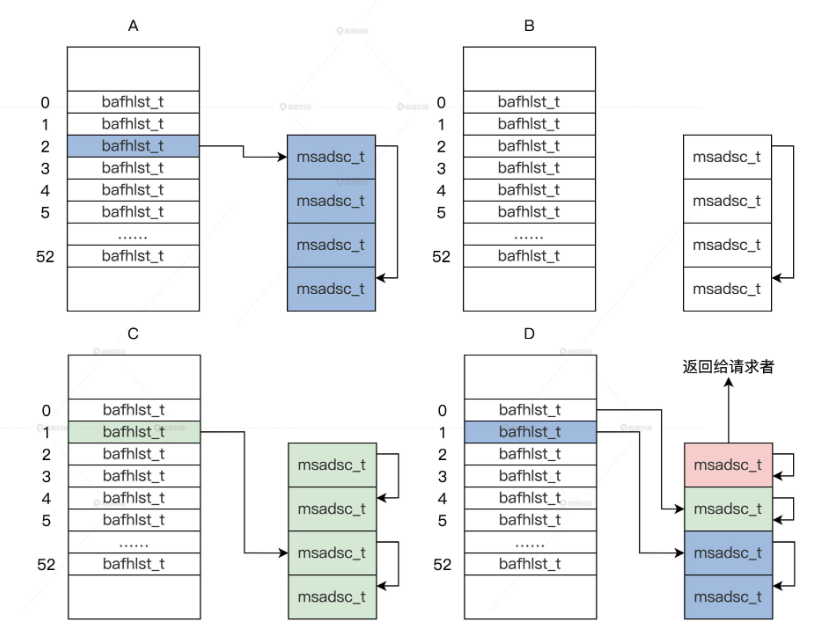 A
0 bafhlst_t
1 bafhlst_t
2 bafhlst_t
3 bafhlst_t
4 bafhlst_t
5 bafhlst_t
......
52 bafhlst_t
msadsc_t
msadsc_t
msadsc_t
msadsc_t
B
0 bafhlst_t
1 bafhlst_t
2 bafhlst_t
3 bafhlst_t
4 bafhlst_t
5 bafhlst_t
......
52 bafhlst_t
msadsc_t
msadsc_t
msadsc_t
msadsc_t
C
0 bafhlst_t
1 bafhlst_t
2 bafhlst_t
3 bafhlst_t
4 bafhlst_t
5 bafhlst_t
......
52 bafhlst_t
msadsc_t
msadsc_t
msadsc_t
msadsc_t
D
0 bafhlst_t
1 bafhlst_t
2 bafhlst_t
3 bafhlst_t
4 bafhlst_t
5 bafhlst_t
......
52 bafhlst_t
返回给请求者
msadsc_t
msadsc_t
msadsc_t
msadsc_t